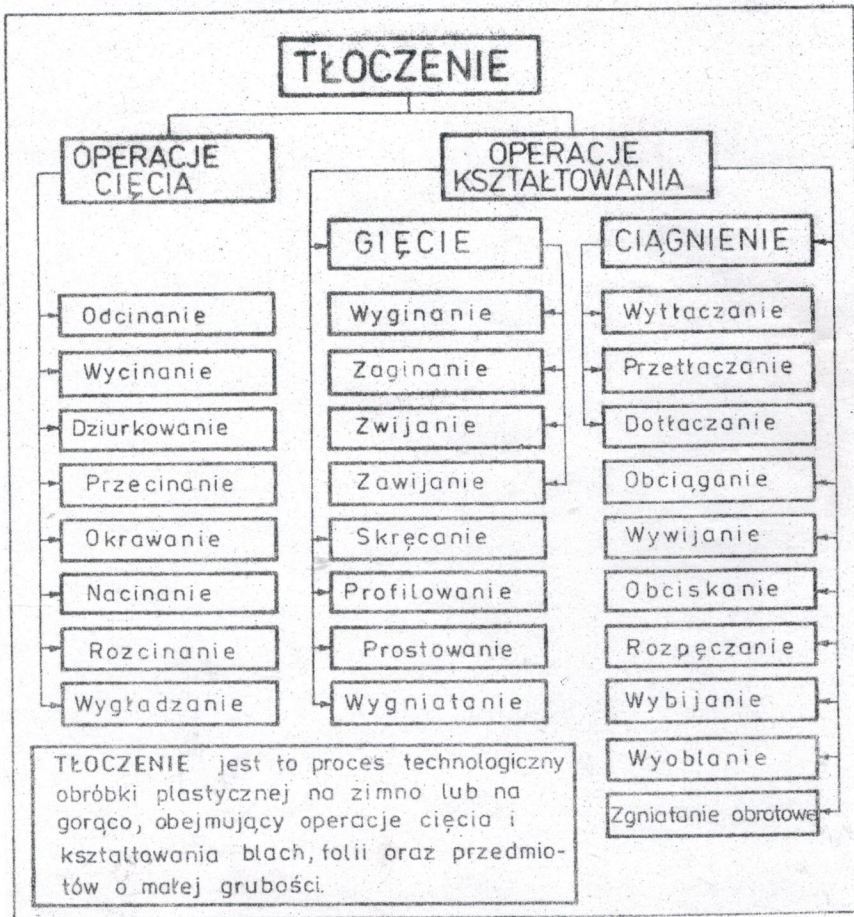 TŁOCZENIE
OPERACJE
CIĘCIA
OPERACJE
KSZTAŁTOWANIA
GIĘCIE
CIĄGNIENIE
Odcinanie
Wycinanie
Dziurkowanie
Przecinanie
Okrawanie
Nacinanie
Rozcinanie
Wygładzanie
Wyginanie
Zaginanie
Zwijanie
Zawijanie
Skręcanie
Profilowanie
Prostowanie
Wygniatanie
Wytłaczanie
Przetłaczanie
Dotłaczanie
Obciąganie
Wywijanie
Obciskanie
Rozpęczanie
Wybijanie
Wyoblanie
Zgniatanie obrotowe
TŁOCZENIE jest to proces technologiczny
obróbki plastycznej na zimno lub na
gorąco, obejmujący operacje cięcia i
kształtowania blach, folii oraz przedmio-
tów o małej grubości.